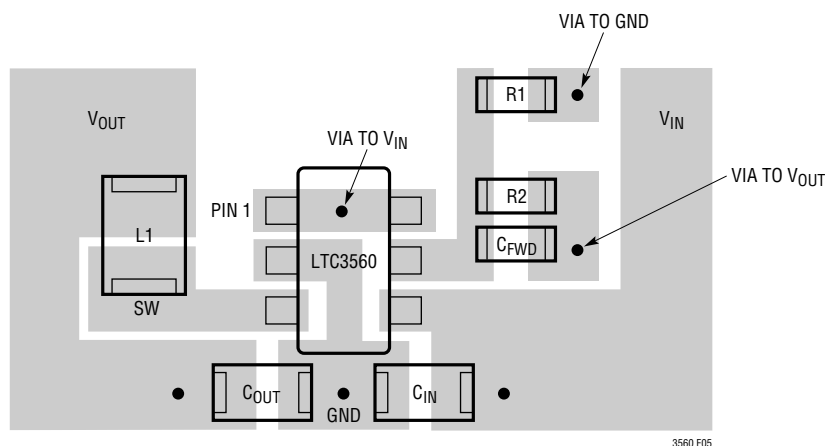 VIA TO GND
R1
VOUT
VIN
VIA TO VIN
VIA TO VOUT
R2
PIN 1
L1
CFWD
LTC3560
SW
COUT
CIN
GND
3560 F05